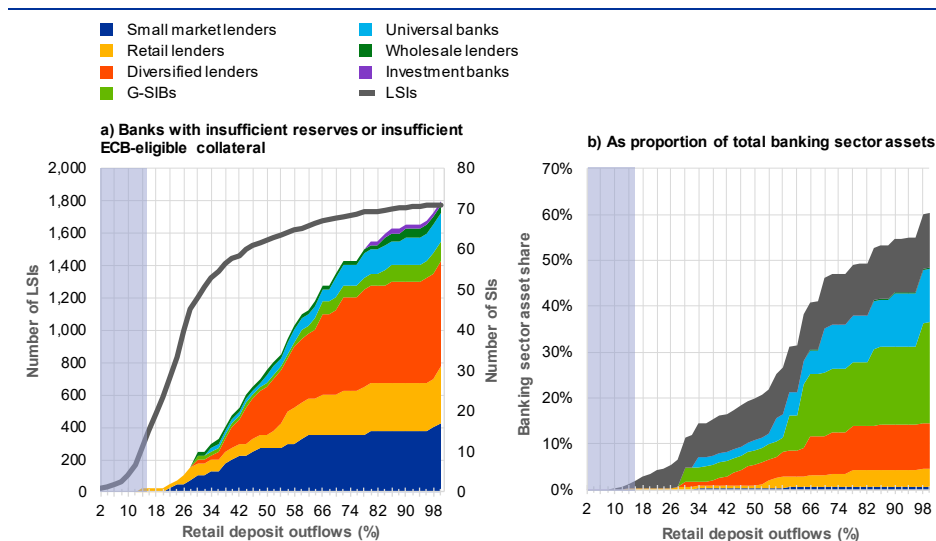 Small market lenders
Retail lenders
Diversified lenders
G-SIBs
Universal banks
Wholesale lenders
Investment banks
LSIs
a) Banks with insufficient reserves or insufficient
ECB-eligible collateral
2,000
1,800
1,600
1,400
1,200
1,000
800
600
400
200
0
Number of LSIs
80
70
60
50
40
30
20
10
0
Number of SIs
2 10 18 26 34 42 50 58 66 74 82 90 98
Retail deposit outflows (%)
b) As proportion of total banking sector assets
70%
60%
50%
40%
30%
20%
10%
0%
Banking sector asset share
2 10 18 26 34 42 50 58 66 74 82 90 98
Retail deposit outflows (%)